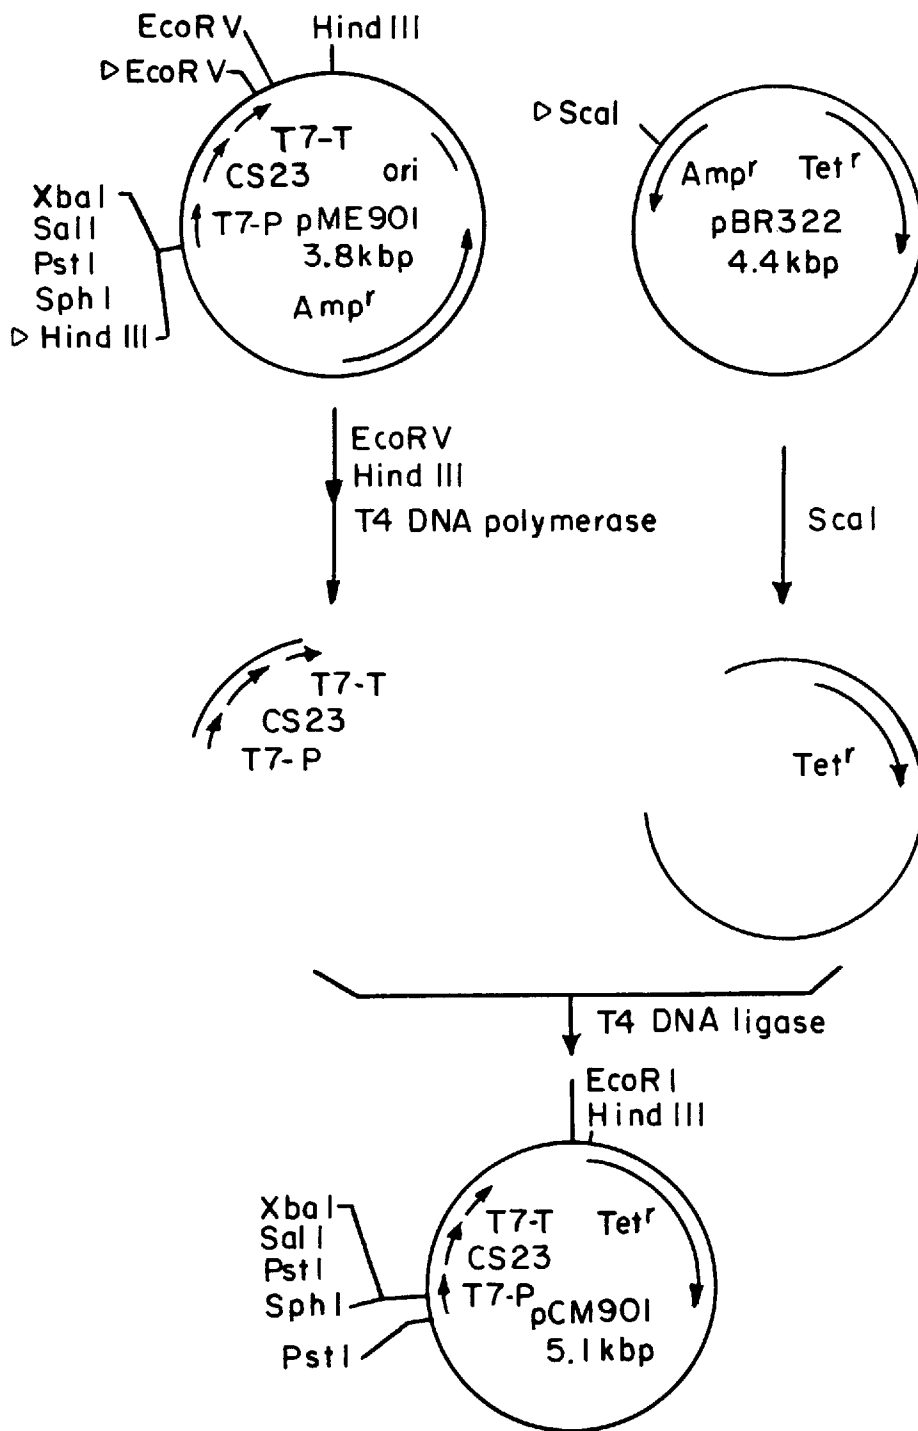 EcoRV
Hind III
▷EcoRV
▷ScaI
T7-T
CS23
ori
T7-P
pME901
3.8kbp
Ampʳ
XbaI
SalI
PstI
SphI
▷ Hind III
Ampʳ
Tetʳ
pBR322
4.4kbp
EcoRV
Hind III
T4 DNA polymerase
ScaI
T7-T
CS23
T7-P
Tetʳ
T4 DNA ligase
EcoRI
Hind III
XbaI
SalI
PstI
SphI
PstI
T7-T
CS23
T7-P
Tetʳ
pCM901
5.1kbp